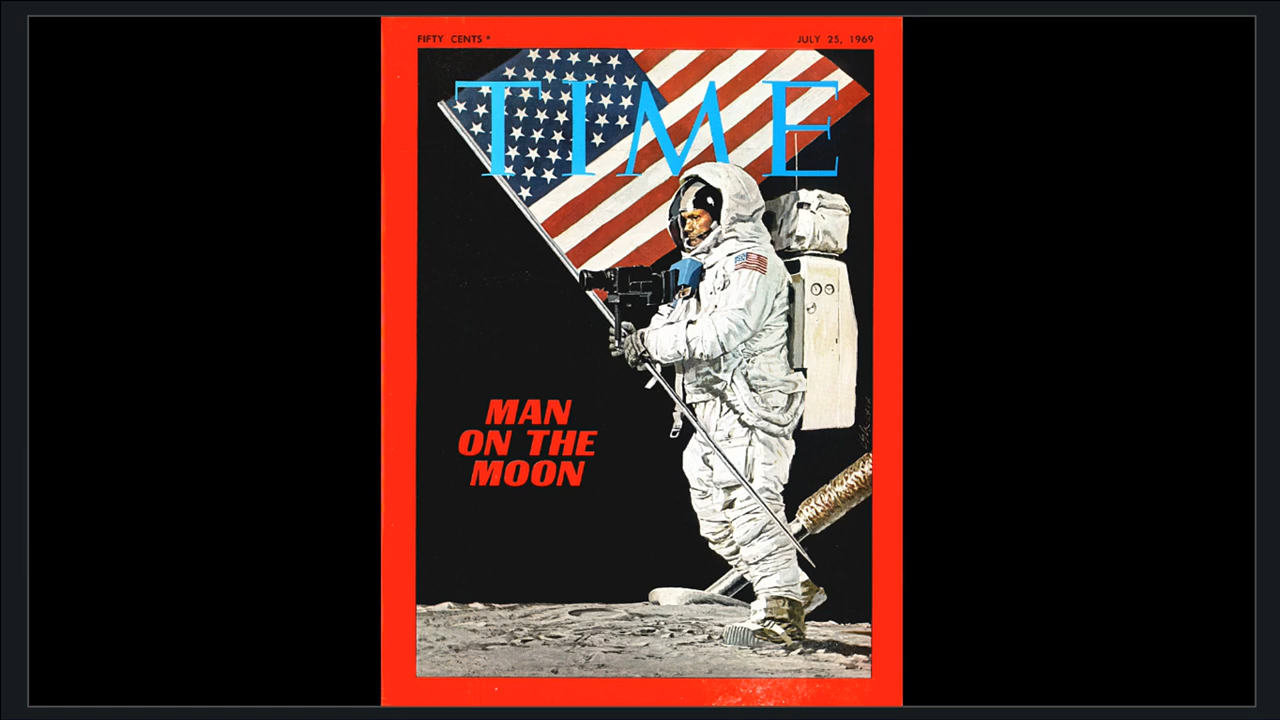 FIFTY CENTS *
JULY 25, 1969
TIME
MAN
ON THE
MOON